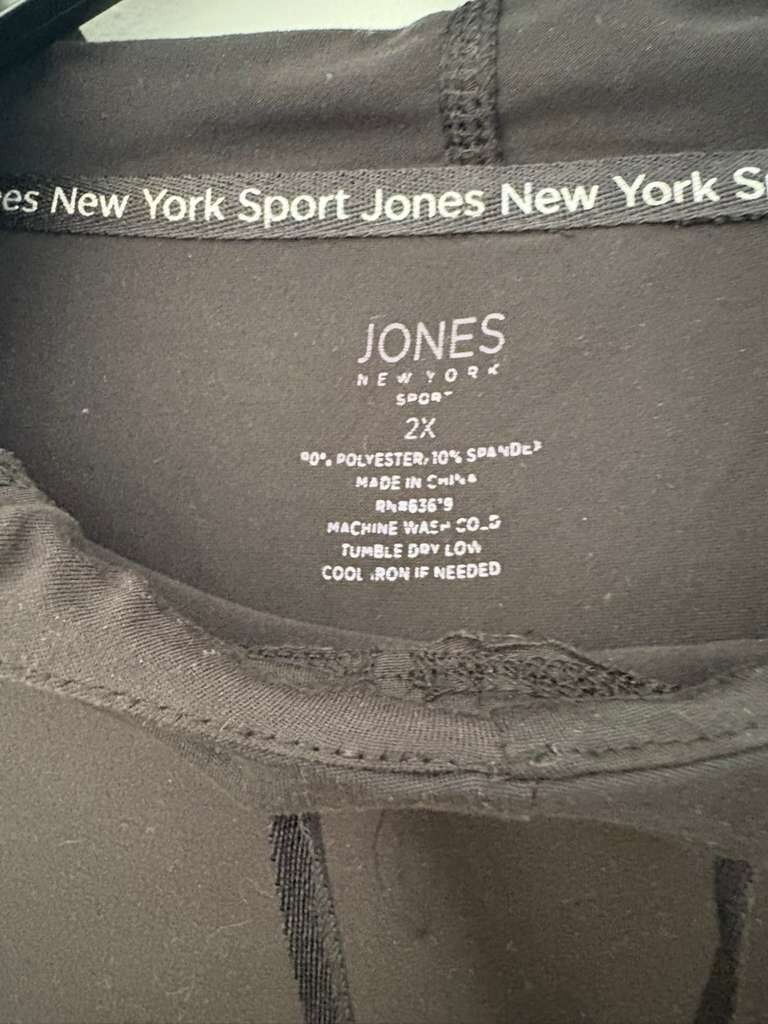 New York Sport Jones New York
JONES
NEW YORK
SPORT
2X
90% POLYESTER, 10% SPANDEX
MADE IN CHINA
MACHINE WASH COLD
TUMBLE DRY LOW
COOL IRON IF NEEDED